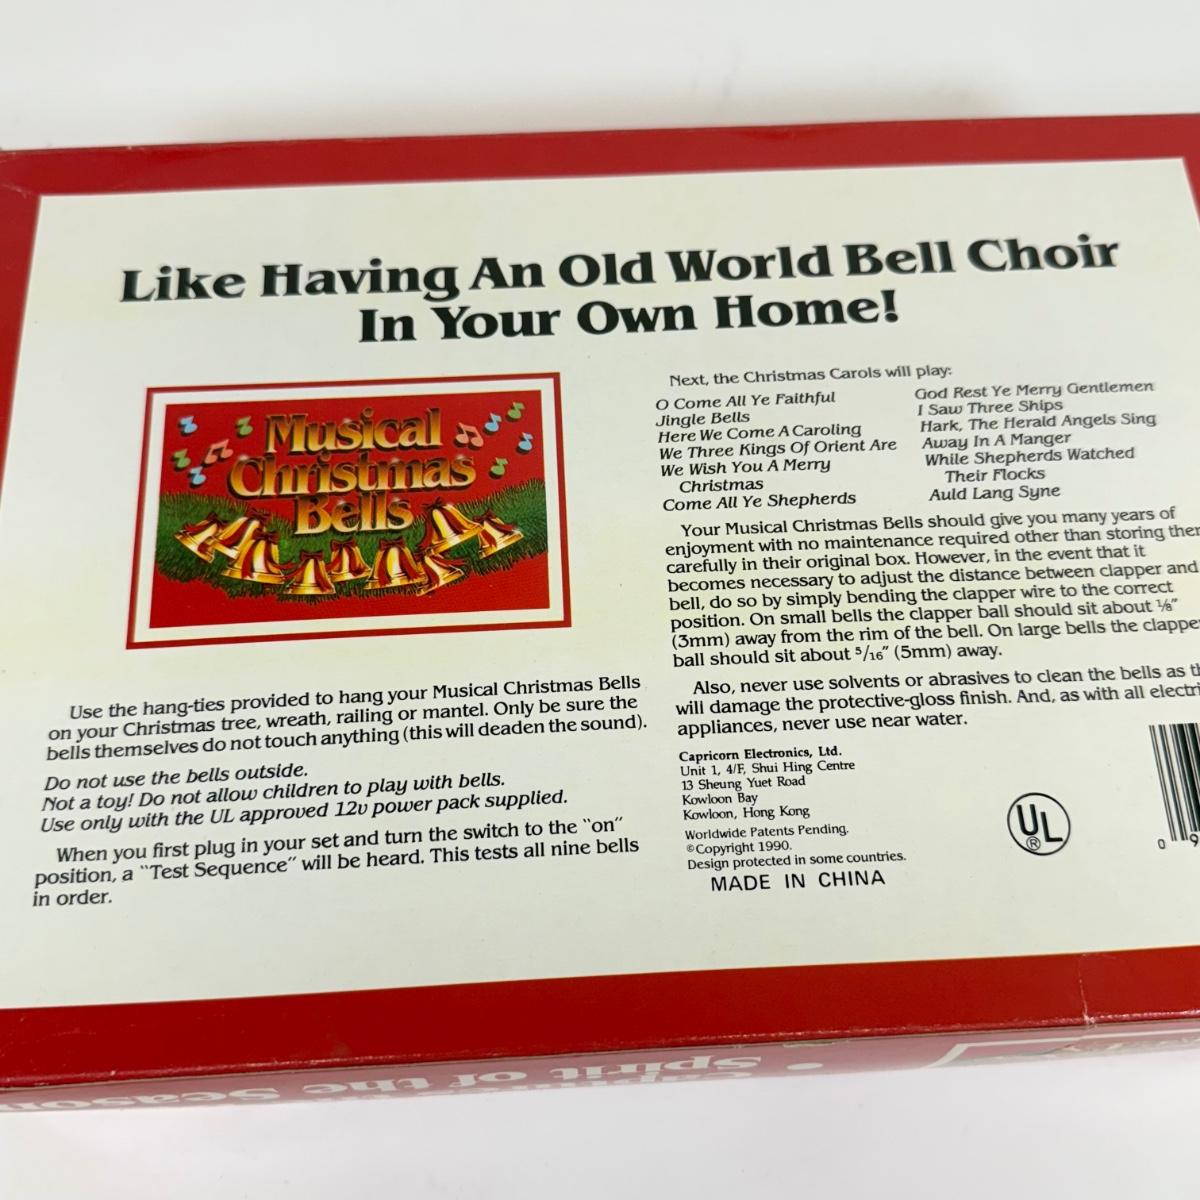 Like Having An Old World Bell Choir
In Your Own Home!
Musical
Christmas
Bells
Use the hang-ties provided to hang your Musical Christmas Bells
on your Christmas tree, wreath, railing or mantel. Only be sure the
bells themselves do not touch anything (this will deaden the sound).
Do not use the bells outside.
Not a toy! Do not allow children to play with bells.
Use only with the UL approved 12v power pack supplied.
When you first plug in your set and turn the switch to the "on"
position, a "Test Sequence" will be heard. This tests all nine bells
in order.
Next, the Christmas Carols will play:
O Come All Ye Faithful
Jingle Bells
Here We Come A Caroling
We Three Kings Of Orient Are
We Wish You A Merry
Christmas
Come All Ye Shepherds
God Rest Ye Merry Gentlemen
I Saw Three Ships
Hark, The Herald Angels Sing
Away In A Manger
While Shepherds Watched
Their Flocks
Auld Lang Syne
Your Musical Christmas Bells should give you many years of
enjoyment with no maintenance required other than storing
carefully in their original box. However, in the event that it
becomes necessary to adjust the distance between clapper and
bell, do so by simply bending the clapper wire to the correct
position. On small bells the clapper ball should sit about ⅛"
(3mm) away from the rim of the bell. On large bells the
ball should sit about 5/16" (5mm) away.
Also, never use solvents or abrasives to clean the bells as
will damage the protective-gloss finish. And, as with all
appliances, never use near water.
Capricorn Electronics, Ltd.
Unit 1, 4/F, Shui Hing Centre
13 Sheung Yuet Road
Kowloon Bay
Kowloon, Hong Kong
Worldwide Patents Pending.
©Copyright 1990.
Design protected in some countries.
MADE IN CHINA
UL
®
0 9
Spirit of the Season